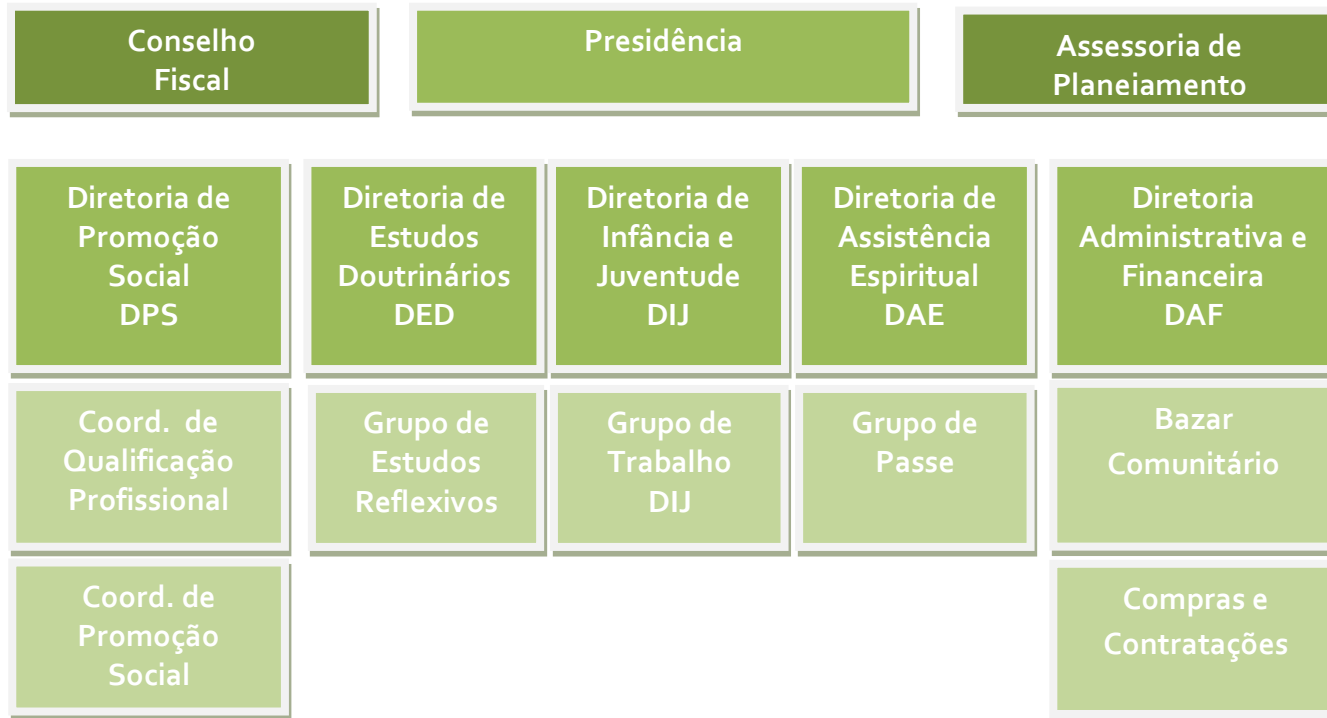 Conselho
Fiscal
Presidência
Assessoria de
Planeiamento
Diretoria de
Promoção
Social
DPS
Diretoria de
Estudos
Doutrinários
DED
Diretoria de
Infância e
Juventude
DIJ
Diretoria de
Assistência
Espiritual
DAE
Diretoria
Administrativa e
Financeira
DAF
Coord. de
Qualificação
Profissional
Grupo de
Estudos
Reflexivos
Grupo de
Trabalho
DIJ
Grupo de
Passe
Bazar
Comunitário
Coord. de
Promoção
Social
Compras e
Contratações